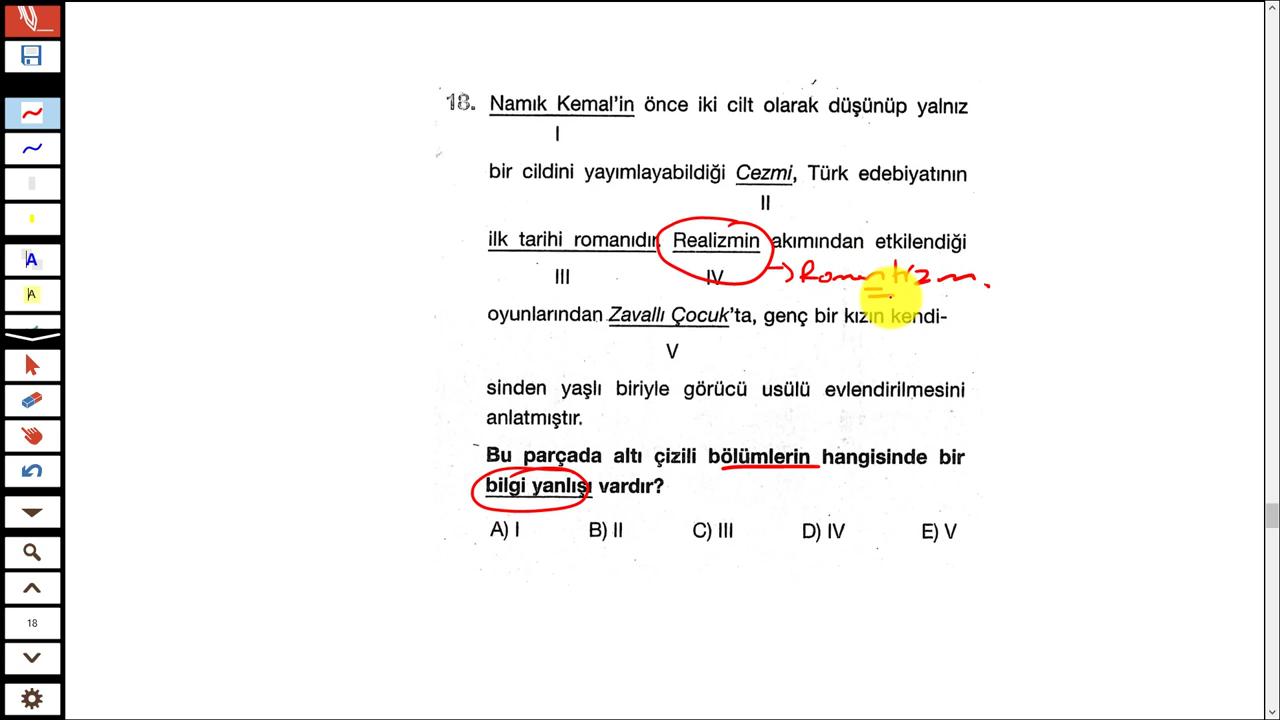 18. Namık Kemal'in önce iki cilt olarak düşünüp yalnız
I
bir cildini yayımlayabildiği Cezmi, Türk edebiyatının
II
ilk tarihi romanıdır. Realizmin akımından etkilendiği
III IV → Romantizm.
oyunlarından Zavallı Çocuk'ta, genç bir kızın kendi-
V
sinden yaşlı biriyle görücü usülü evlendirilmesini
anlatmıştır.
Bu parçada altı çizili bölümlerin hangisinde bir
bilgi yanlışı vardır?
A) I B) II C) III D) IV E) V
A
A
18